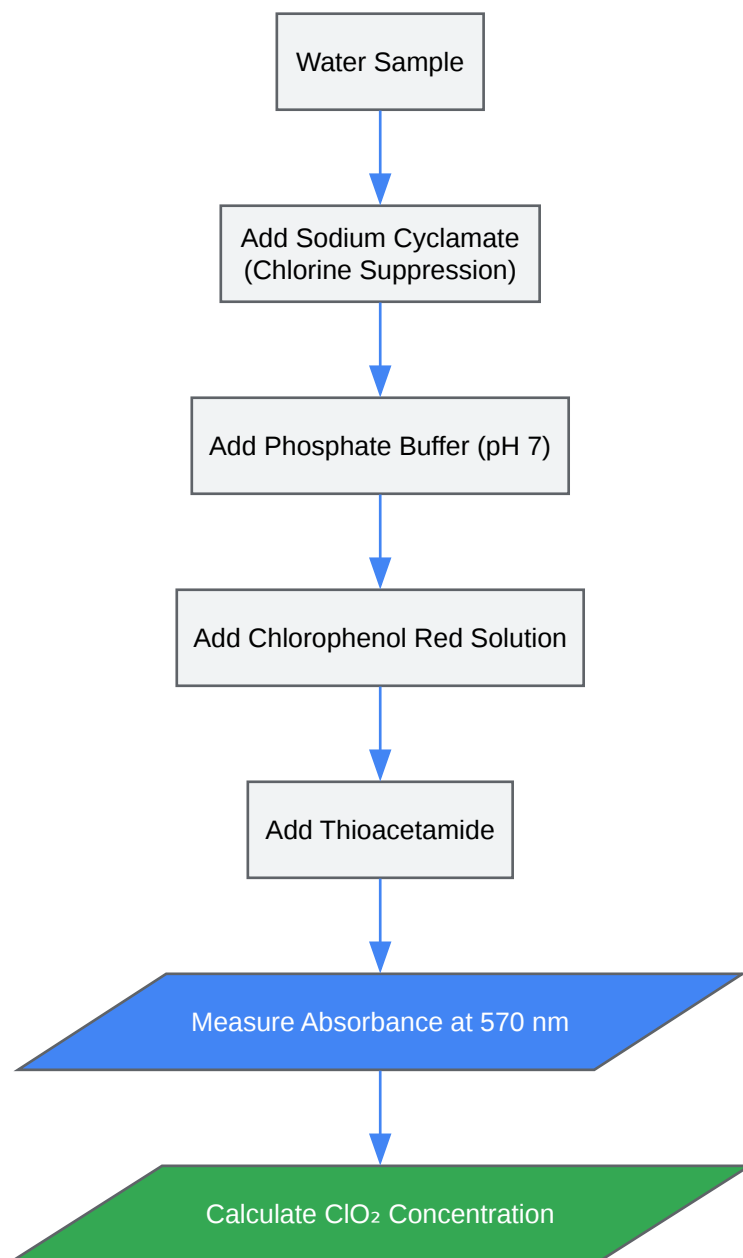 Water Sample
Add Sodium Cyclamate
(Chlorine Suppression)
Add Phosphate Buffer (pH 7)
Add Chlorophenol Red Solution
Add Thioacetamide
Measure Absorbance at 570 nm
Calculate ClO₂ Concentration